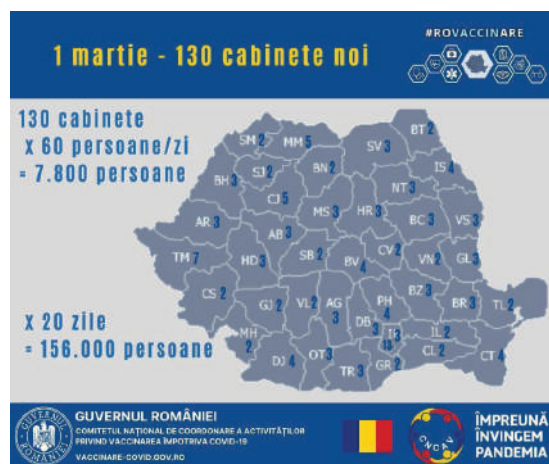 #ROVACCINARE
1 martie - 130 cabinete noi
130 cabinete
x 60 persoane/zi
= 7.800 persoane
x 20 zile
= 156.000 persoane
BT 2
SM 2
MM 5
SV 3
IS 4
SJ 2
BN 2
BH 3
NT 3
CJ 5
MS 3
HR 3
BC 3
VS 3
AR 3
AB 3
TM 7
HD 3
SB 2
BV 4
CV 2
VN 2
GL 3
CS 2
GJ 2
VL 2
AG 3
PH 4
BZ 3
BR 3
TL 2
MH 2
DB 3
IF 3
13
IL 2
DJ 4
OT 3
TR 3
GR 2
CL 2
CT 4
GUVERNUL ROMÂNIEI
COMITETUL NAȚIONAL DE COORDONARE A ACTIVITĂȚILOR
PRIVIND VACCINAREA ÎMPOTRIVA COVID-19
VACCINARE-COVID.GOV.RO
GUVERNUL ROMÂNIEI
CNCAV
ÎMPREUNĂ
ÎNVINGEM
PANDEMIA